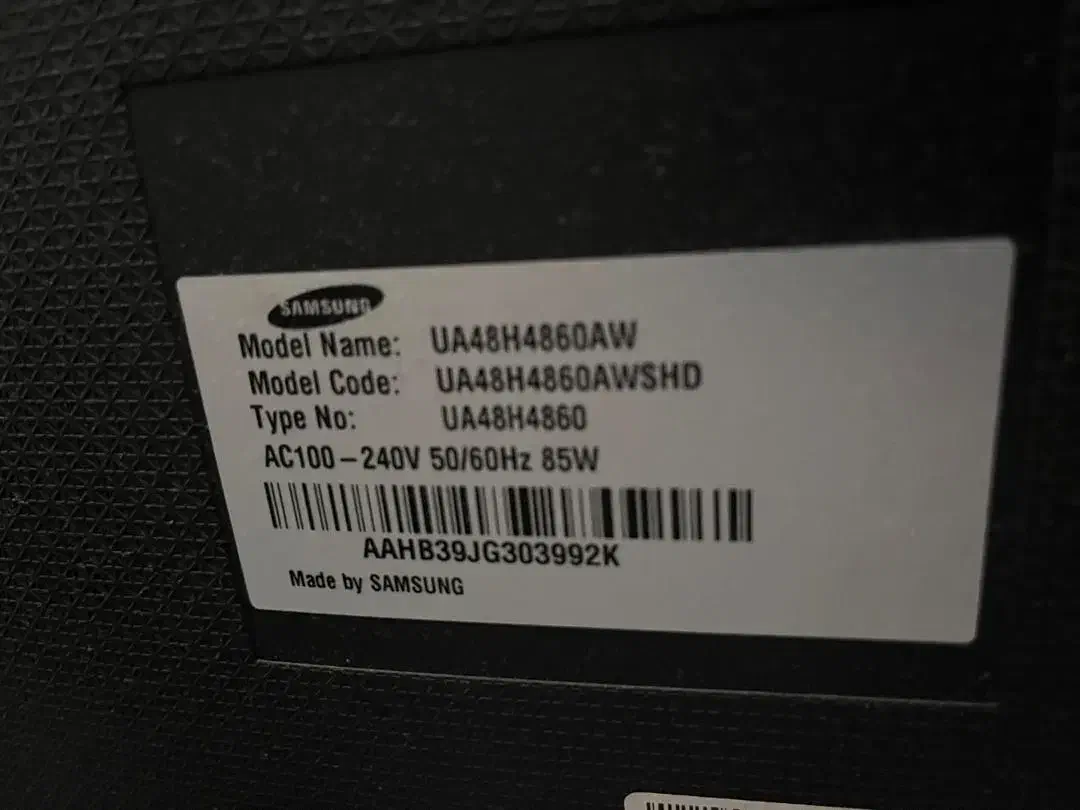 SAMSUNG
Model Name: UA48H4860AW
Model Code: UA48H4860AWSHD
Type No: UA48H4860
AC100-240V 50/60Hz 85W
AAHB39JG303992K
Made by SAMSUNG